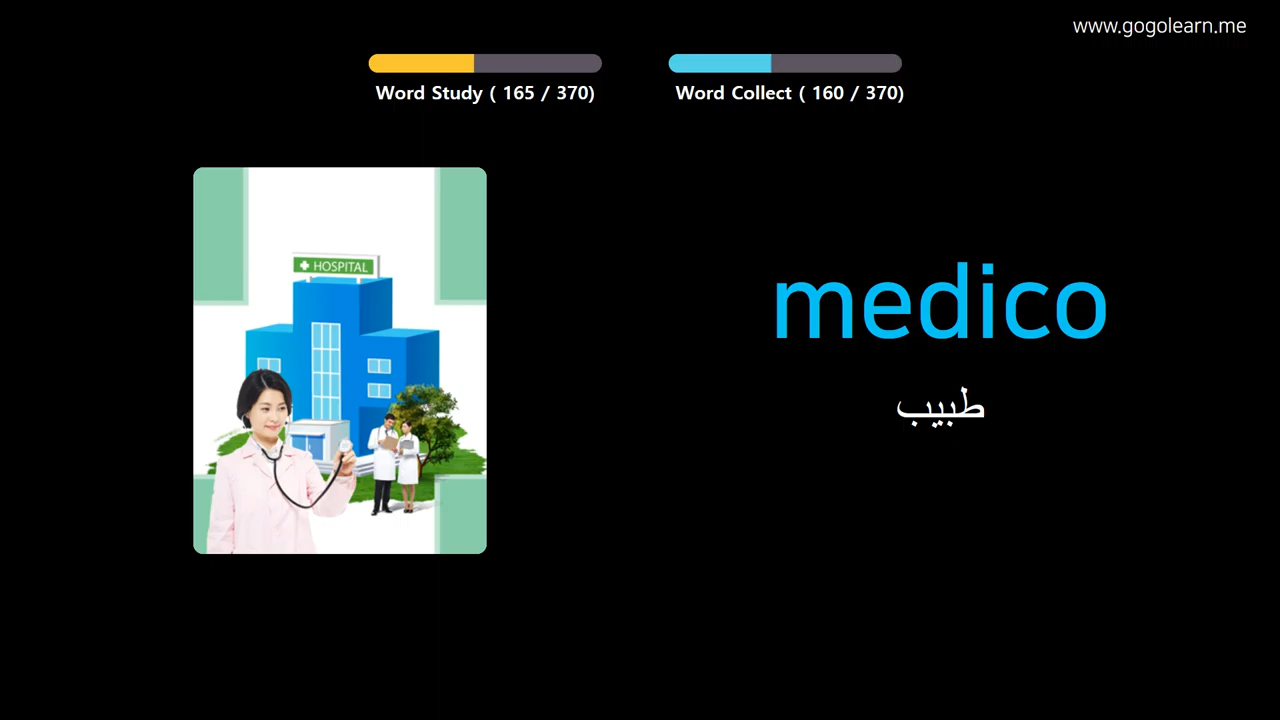 www.gogolearn.me
Word Study ( 165 / 370)
Word Collect ( 160 / 370)
HOSPITAL
medico
طبيب